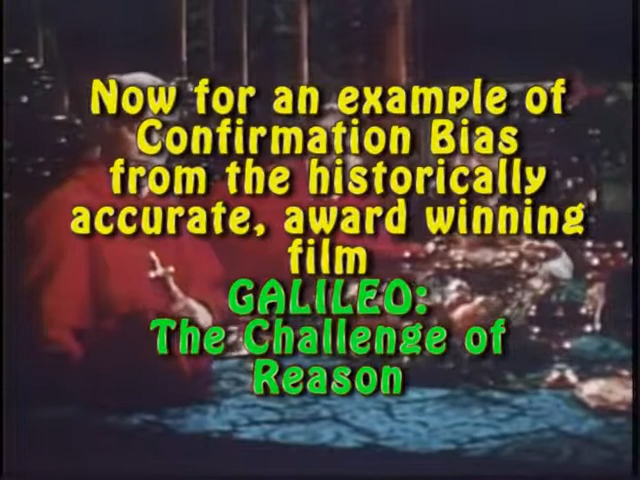 Now for an example of
Confirmation Bias
from the historically
accurate, award winning
film
GALILEO:
The Challenge of
Reason